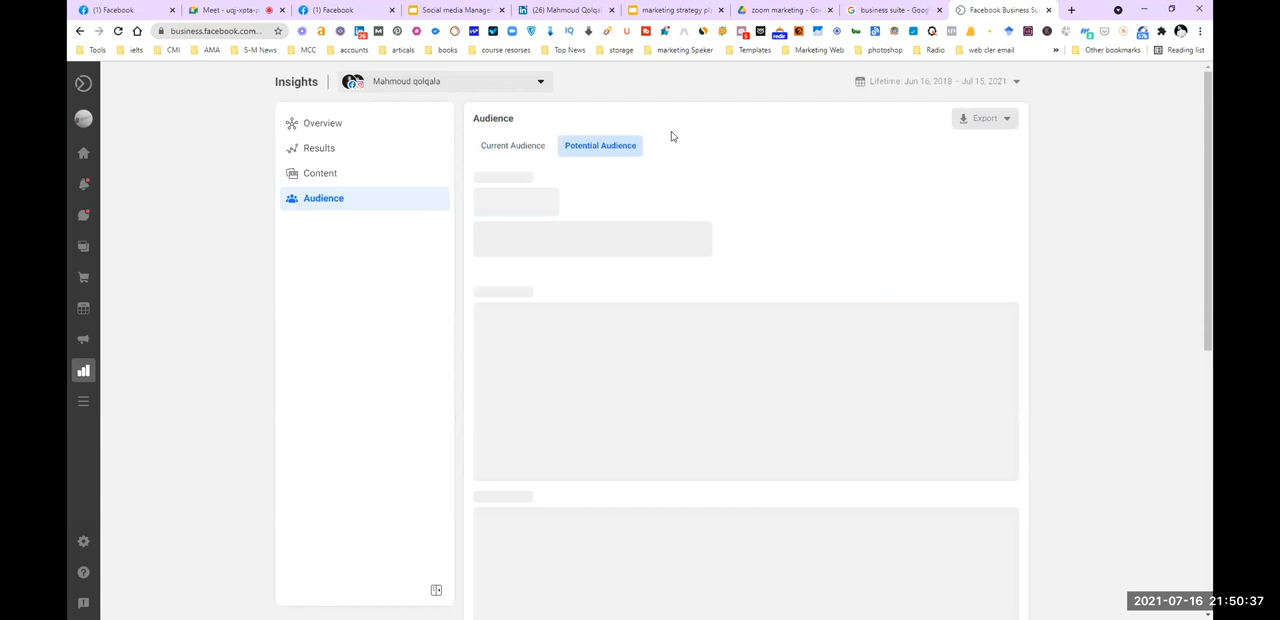 (1) Facebook
Meet - uqj-xpta-p
(1) Facebook
Social media Manage
(26) Mahmoud Qolqal
marketing strategy pl
zoom marketing - Goo
business suite - Goog
Facebook Business Su
business.facebook.com...
Tools
ielts
CMI
AMA
S-M News
MCC
accounts
articals
books
course resorses
Top News
storage
marketing Speker
Templates
Marketing Web
photoshop
Radio
web cler email
»
Other bookmarks
Reading list
Insights
Mahmoud qolqala
Lifetime: Jun 16, 2018 – Jul 15, 2021
Overview
Results
Content
Audience
Audience
Export
Current Audience
Potential Audience
2021-07-16 21:50:37